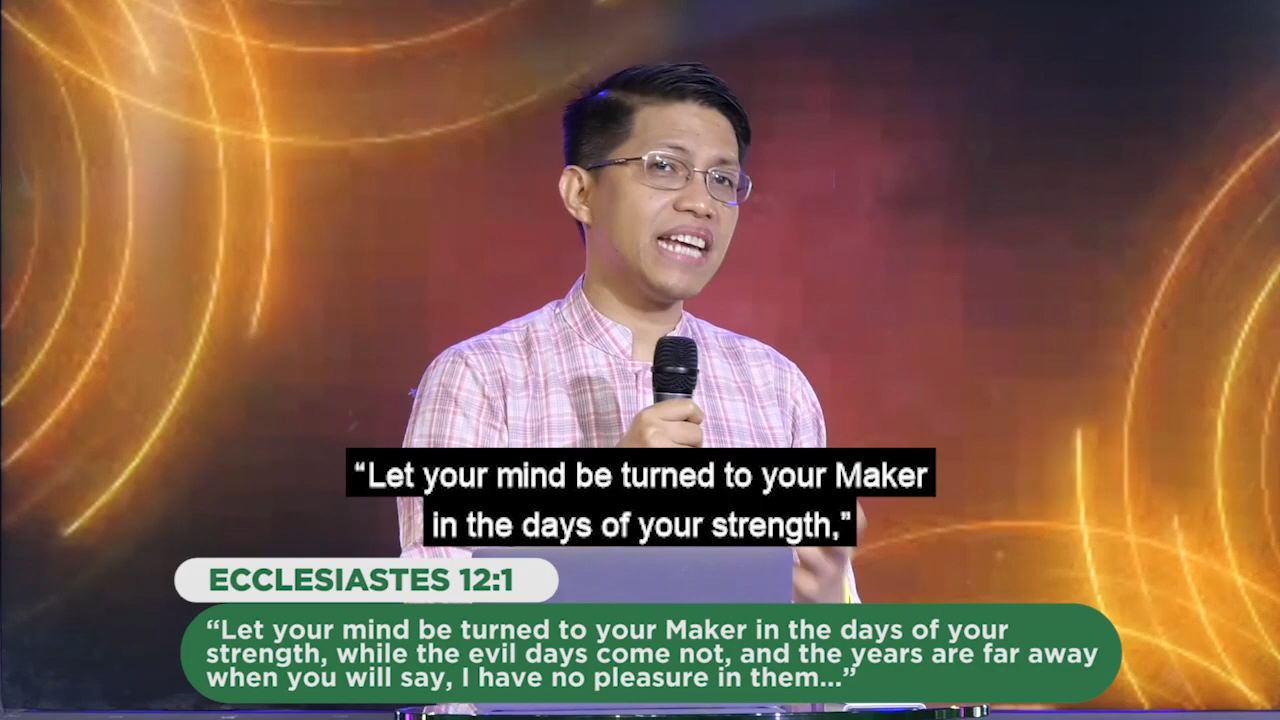 “Let your mind be turned to your Maker
in the days of your strength,”
ECCLESIASTES 12:1
“Let your mind be turned to your Maker in the days of your
strength, while the evil days come not, and the years are far away
when you will say, I have no pleasure in them...”